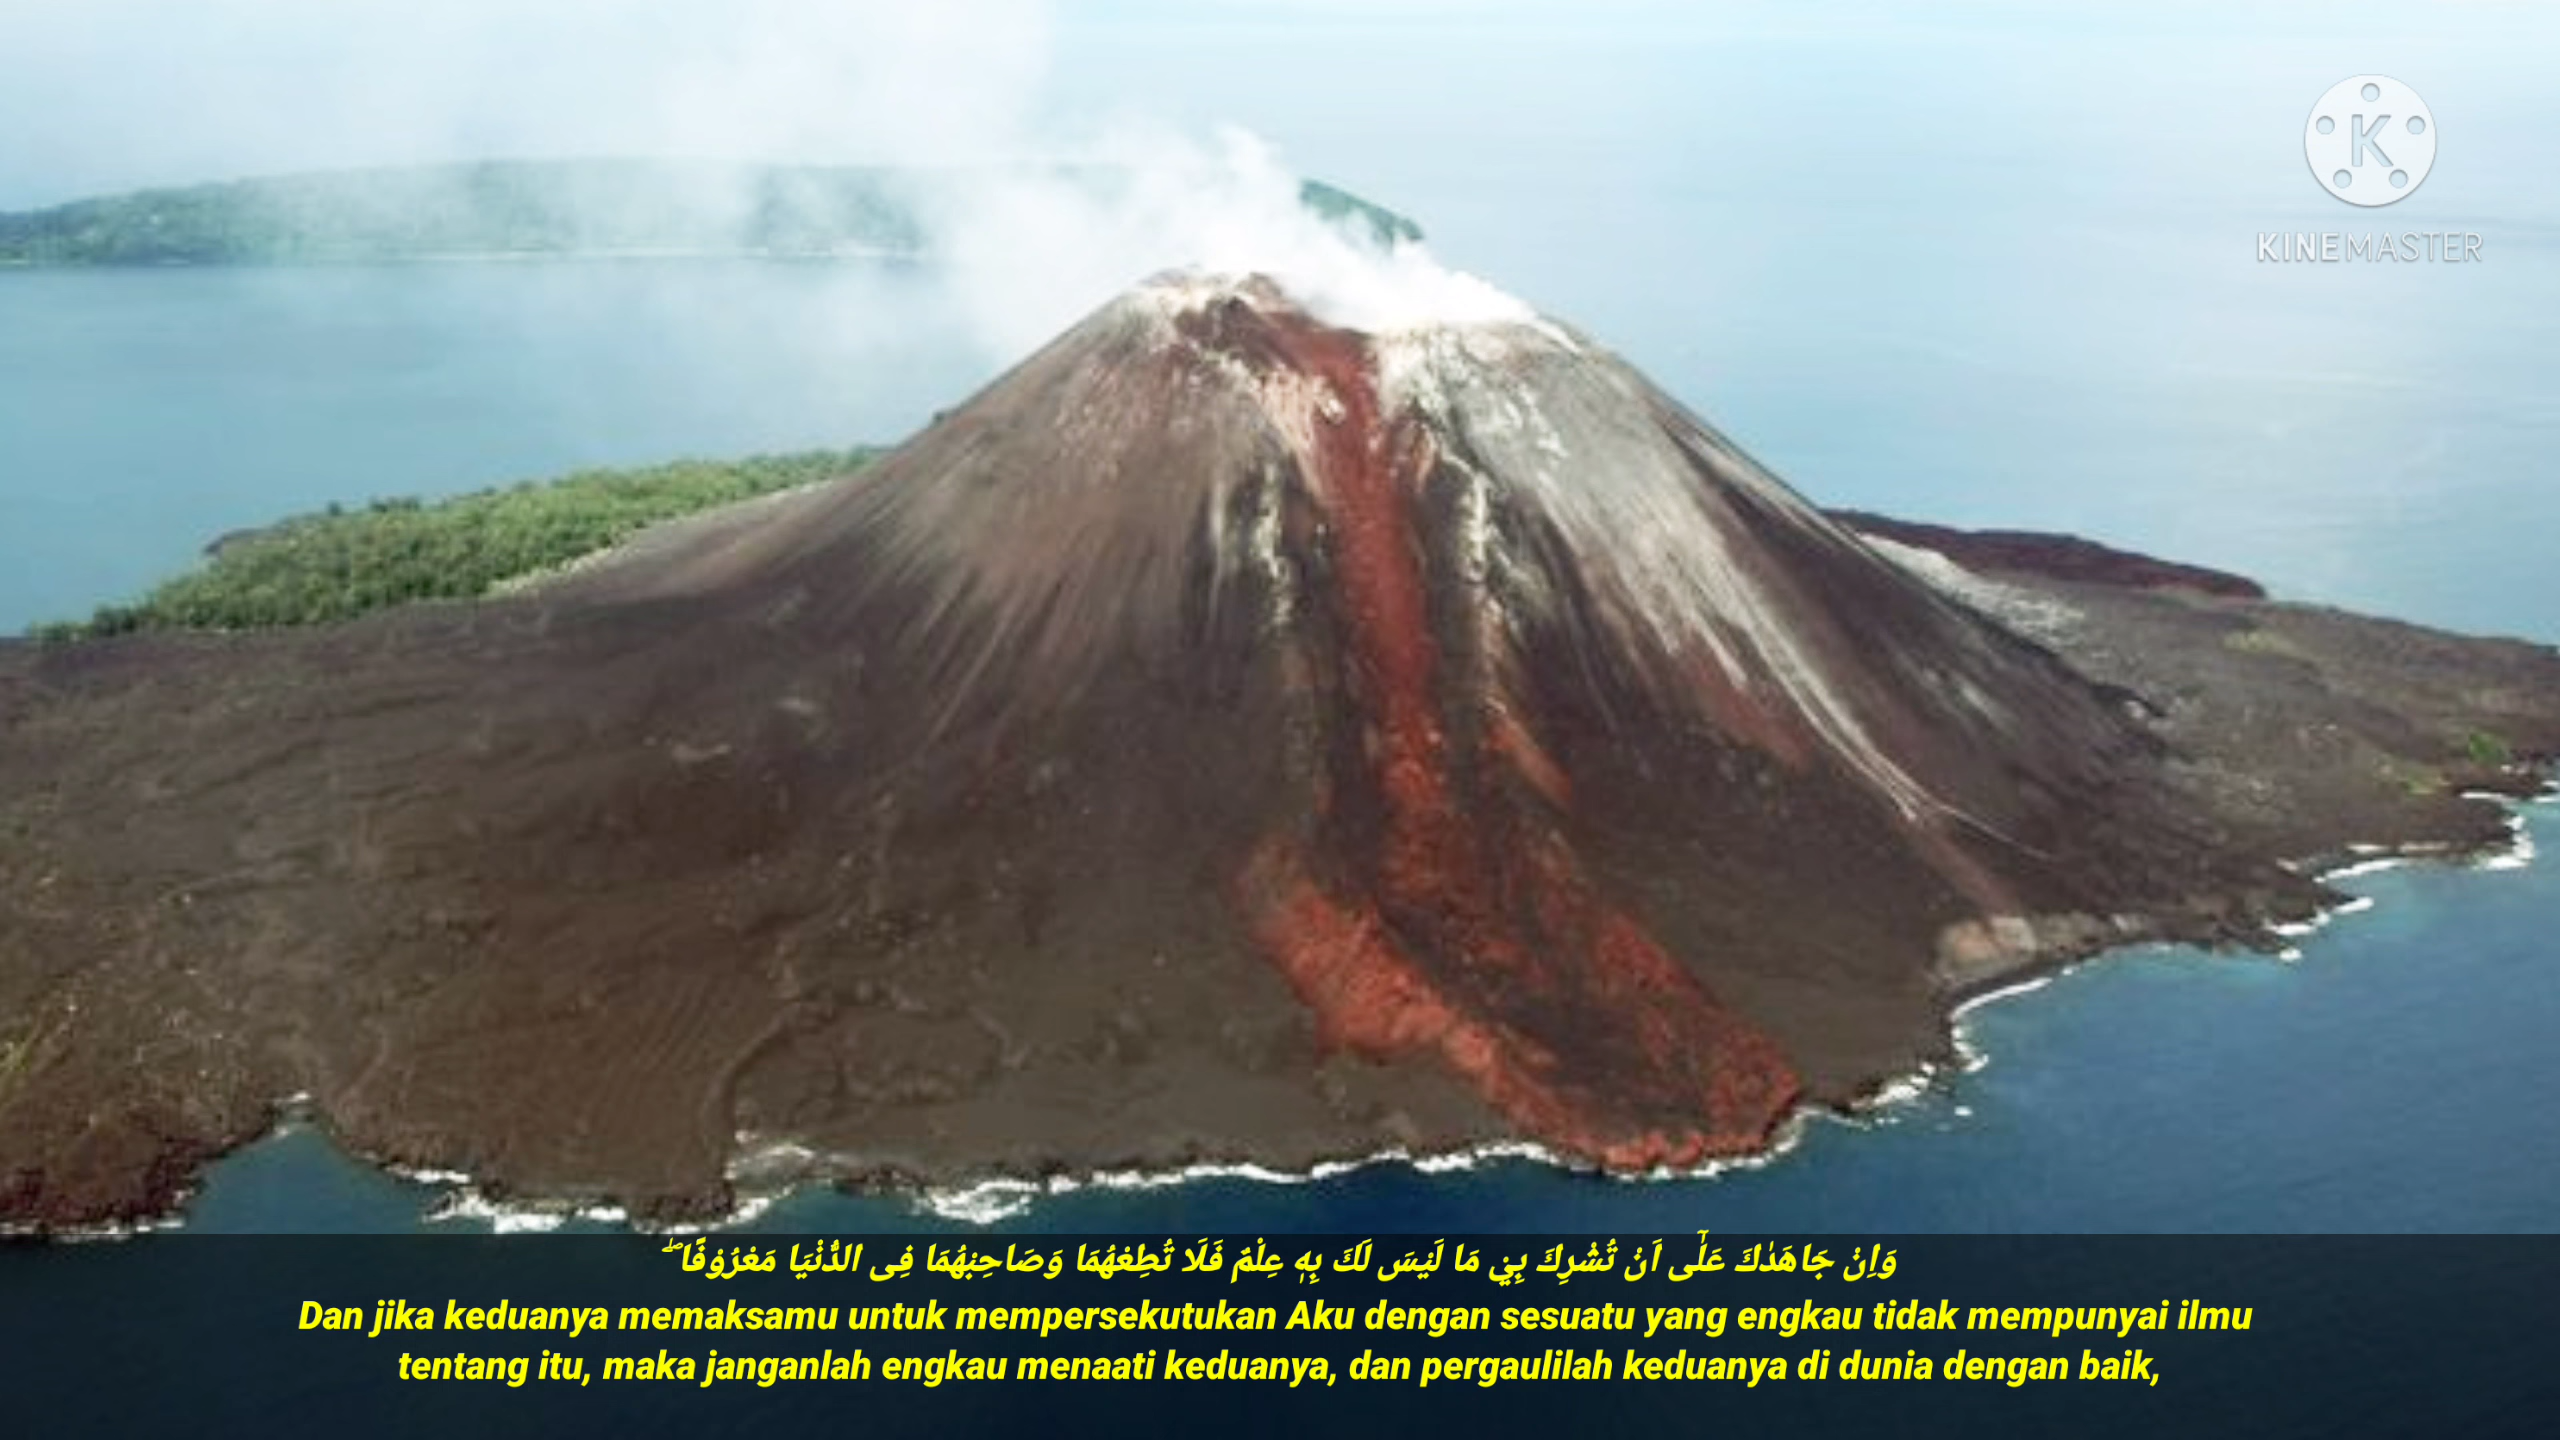 K
KINEMASTER
وَاِنْ جَاهَدٰكَ عَلٰٓى اَنْ تُشْرِكَ بِيْ مَا لَيْسَ لَكَ بِهٖ عِلْمٌ فَلَا تُطِعْهُمَا وَصَاحِبْهُمَا فِى الدُّنْيَا مَعْرُوْفًا ۖ
Dan jika keduanya memaksamu untuk mempersekutukan Aku dengan sesuatu yang engkau tidak mempunyai ilmu
tentang itu, maka janganlah engkau menaati keduanya, dan pergaulilah keduanya di dunia dengan baik,